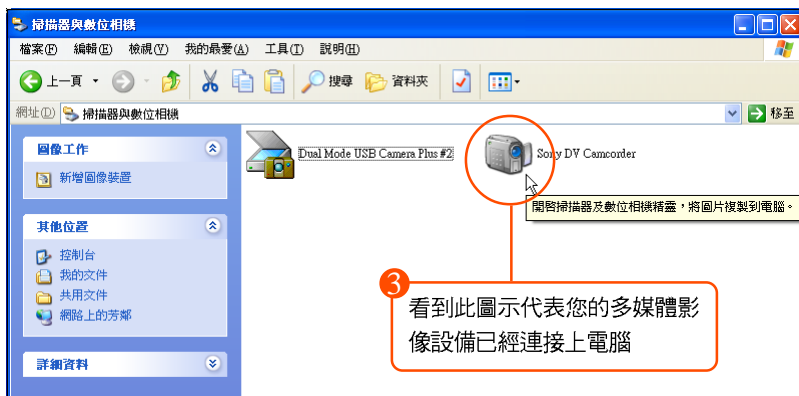 掃描器與數位相機
檔案(F) 編輯(E) 檢視(V) 我的最愛(A) 工具(T) 說明(H)
上一頁 搜尋 資料夾
網址(D) 掃描器與數位相機 移至
圖像工作
新增圖像裝置
其他位置
控制台
我的文件
共用文件
網路上的芳鄰
詳細資料
Dual Mode USB Camera Plus #2
Sony DV Camcorder
開啓掃描器及數位相機精靈，將圖片複製到電腦。
3
看到此圖示代表您的多媒體影
像設備已經連接上電腦